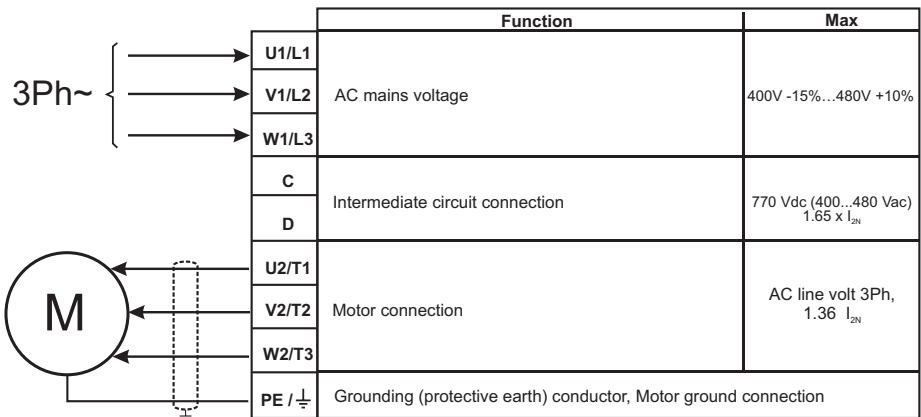 Function Max
U1/L1
3Ph~ V1/L2 AC mains voltage 400V -15%…480V +10%
W1/L3
C
Intermediate circuit connection 770 Vdc (400...480 Vac)
1.65 x I2N
D
U2/T1
M V2/T2 Motor connection AC line volt 3Ph,
1.36 I2N
W2/T3
PE / ⏚ Grounding (protective earth) conductor, Motor ground connection